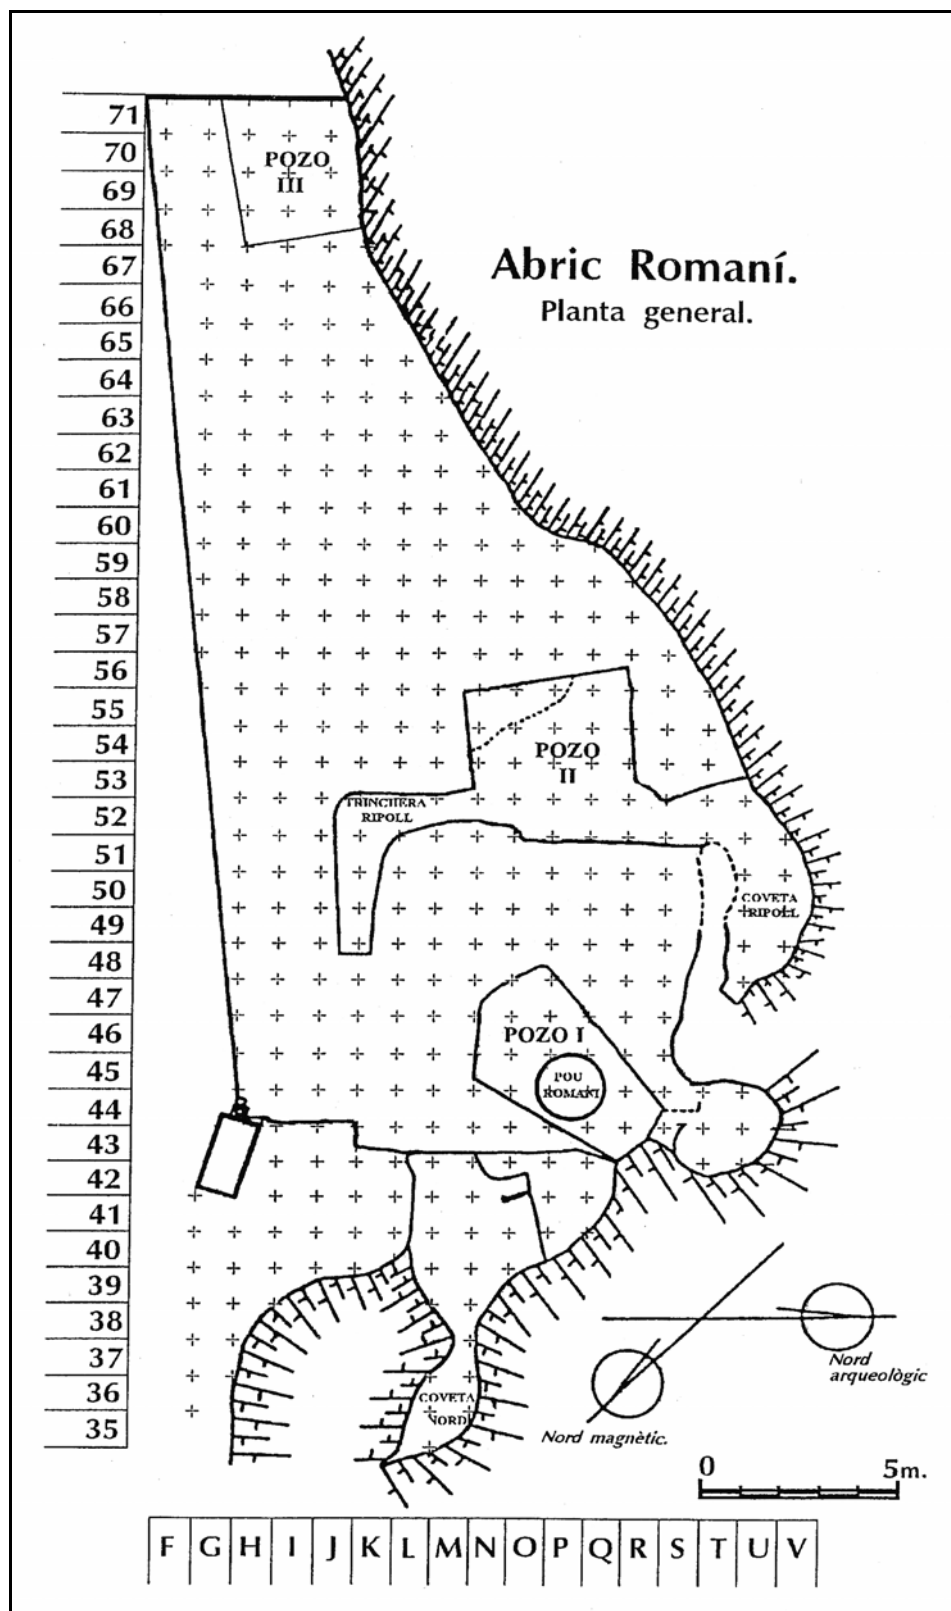 Abric Romaní.
Planta general.
71
70
69
68
67
66
65
64
63
62
61
60
59
58
57
56
55
54
53
52
51
50
49
48
47
46
45
44
43
42
41
40
39
38
37
36
35
POZO
III
POZO
II
TRINCHERA
RIPOLL
COVETA
RIPOLL
POZO I
POU
ROMANI
COVETA
NORD
Nord
arqueològic
Nord magnètic.
0 5m.
F G H I J K L M N O P Q R S T U V